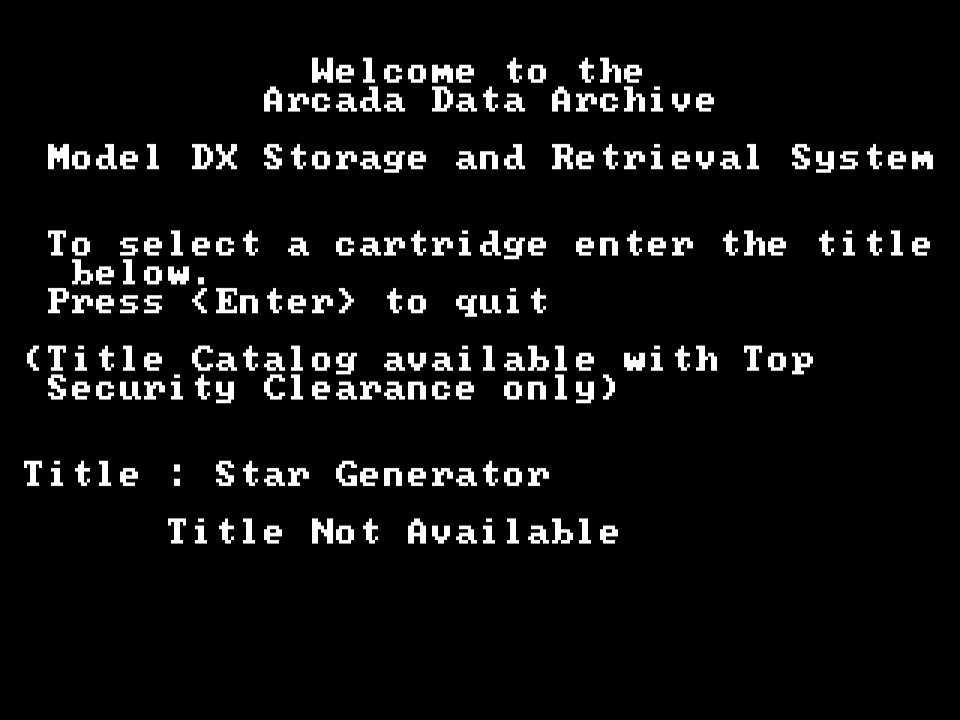 Welcome to the
Arcada Data Archive
Model DX Storage and Retrieval System
To select a cartridge enter the title
below.
Press <Enter> to quit
(Title Catalog available with Top
Security Clearance only)
Title : Star Generator
Title Not Available